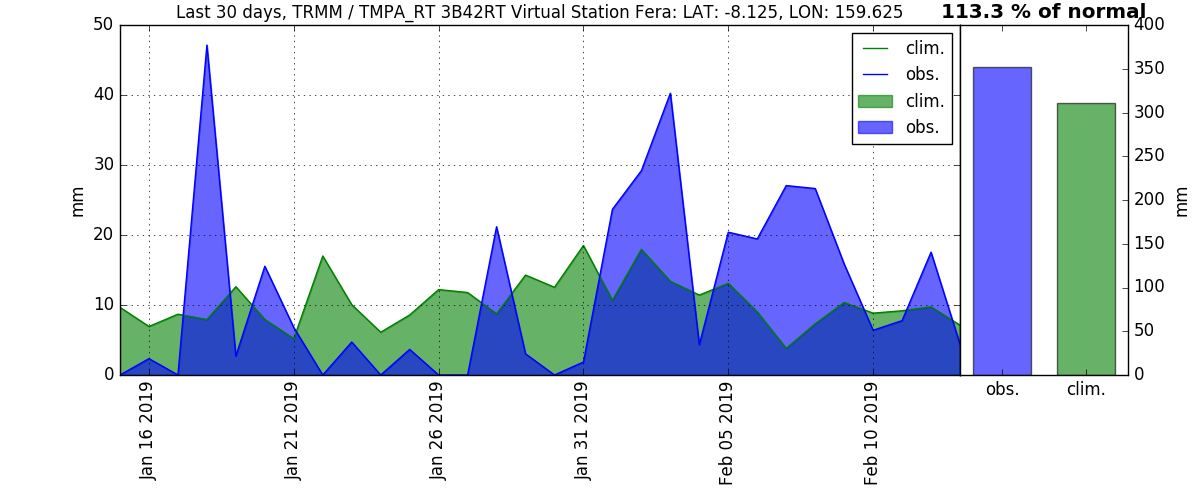 Last 30 days, TRMM / TMPA_RT 3B42RT Virtual Station Fera: LAT: -8.125, LON: 159.625
113.3 % of normal
50
40
30
20
10
0
mm
clim.
obs.
clim.
obs.
400
350
300
250
200
150
100
50
0
mm
Jan 16 2019
Jan 21 2019
Jan 26 2019
Jan 31 2019
Feb 05 2019
Feb 10 2019
obs.
clim.